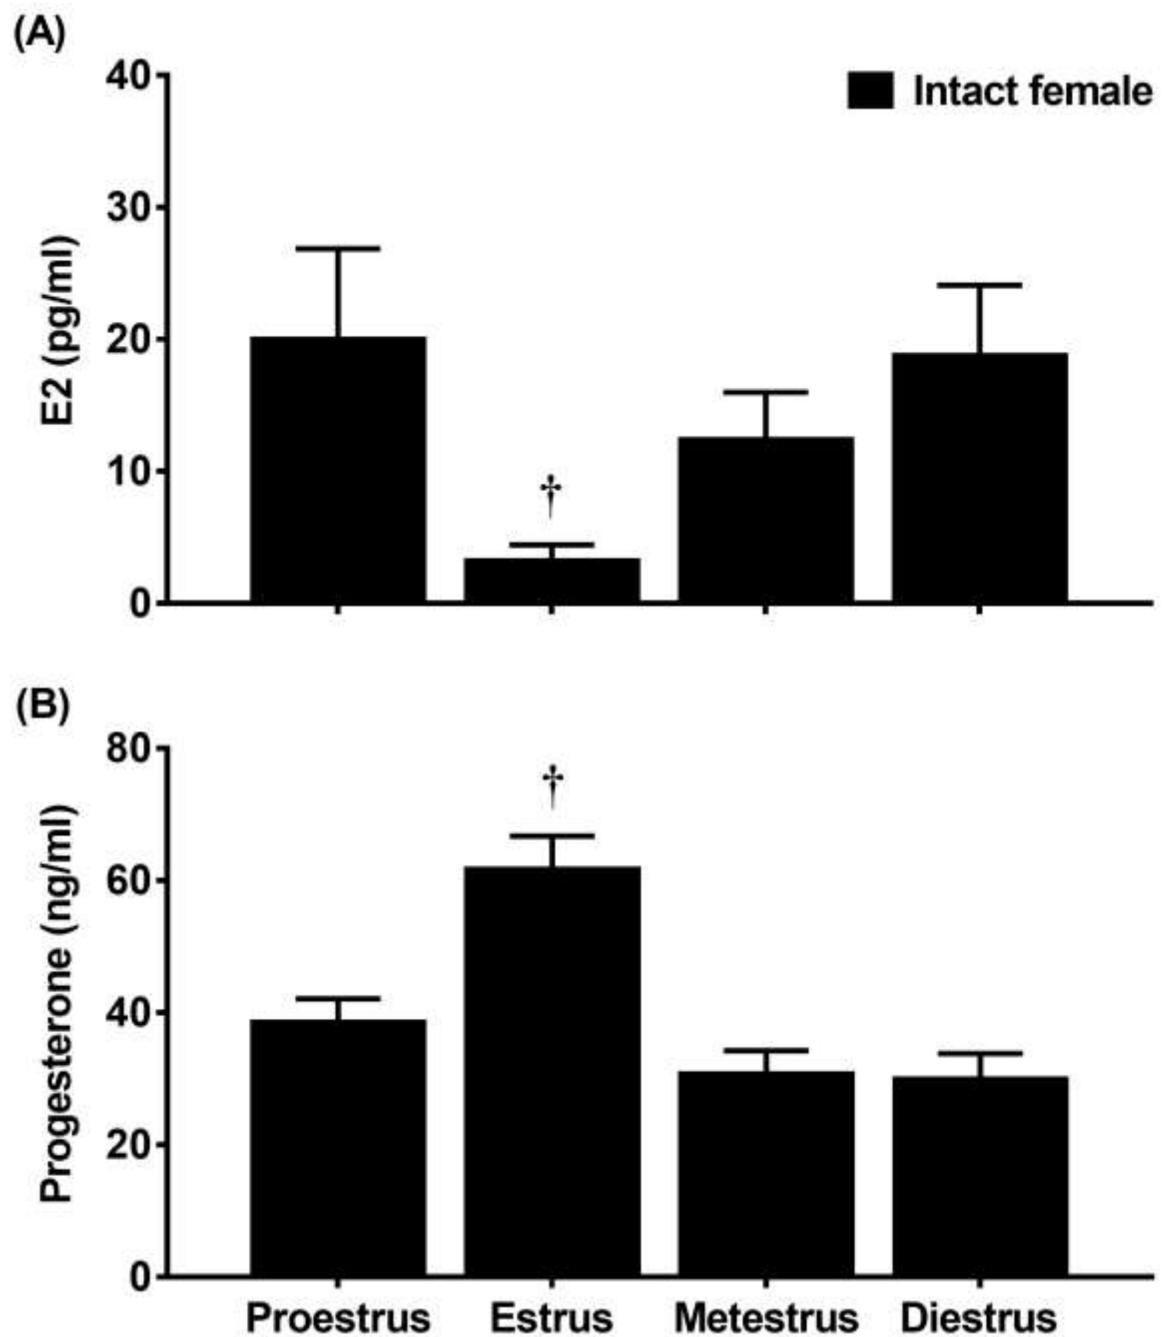 (A)
Intact female
40
30
20
10
0
E2 (pg/ml)
†
(B)
80
60
40
20
0
Progesterone (ng/ml)
†
Proestrus Estrus Metestrus Diestrus